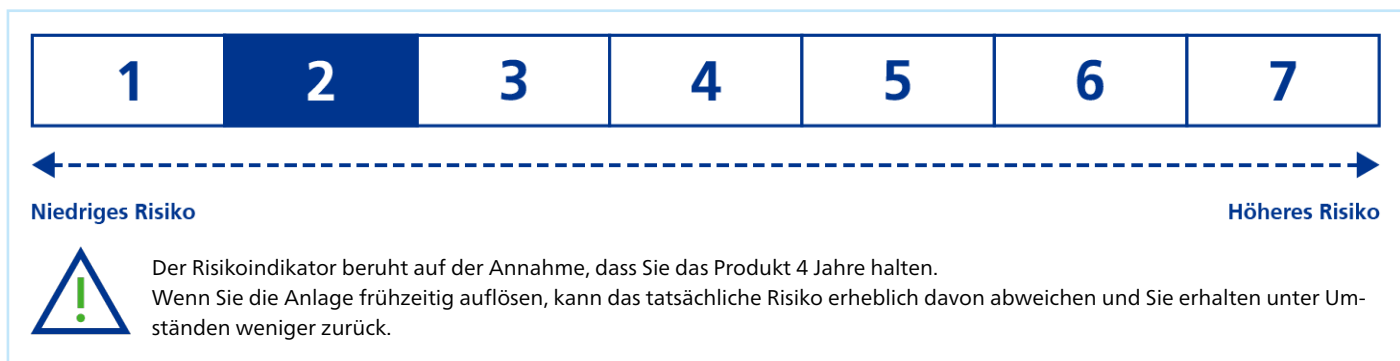 1 2 3 4 5 6 7
Niedriges Risiko Höheres Risiko
Der Risikoindikator beruht auf der Annahme, dass Sie das Produkt 4 Jahre halten.
Wenn Sie die Anlage frühzeitig auflösen, kann das tatsächliche Risiko erheblich davon abweichen und Sie erhalten unter Um-
ständen weniger zurück.